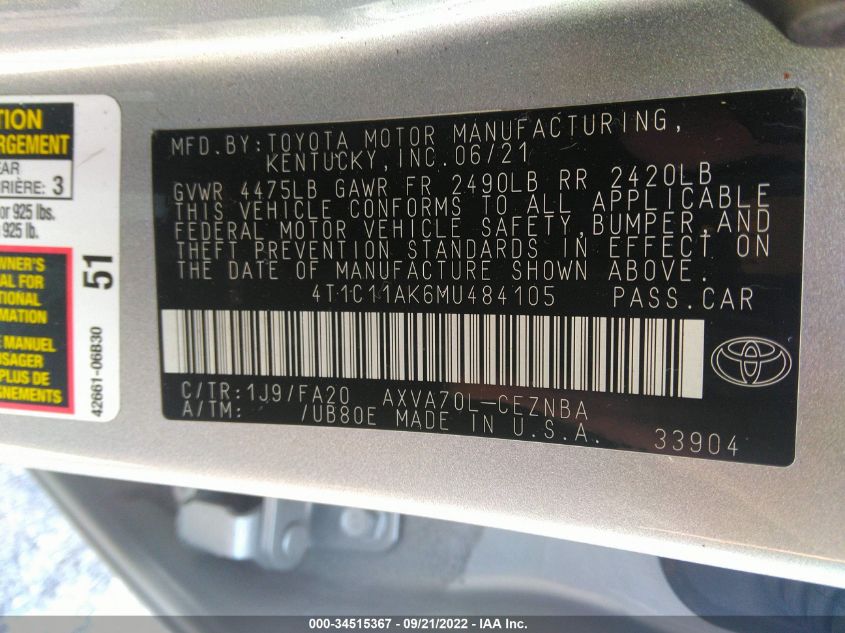 TION
RGEMENT
EAR
RRIÈRE: 3
or 925 lbs.
925 lb.
WNER'S
AL FOR
TIONAL
MATION
E MANUEL
USAGER
PLUS DE
GNEMENTS
51
42661-06B30
MFD.BY:TOYOTA MOTOR MANUFACTURING,
KENTUCKY,INC.06/21
GVWR 4475LB GAWR FR 2490LB RR 2420LB
THIS VEHICLE CONFORMS TO ALL APPLICABLE
FEDERAL MOTOR VEHICLE SAFETY,BUMPER,AND
THEFT PREVENTION STANDARDS IN EFFECT ON
THE DATE OF MANUFACTURE SHOWN ABOVE.
4T1C11AK6MU484105 PASS.CAR
C/TR:1J9/FA20 AXVA70L-CEZNBA
A/TM: /UB80E MADE IN U.S.A. 33904
000-34515367 - 09/21/2022 - IAA Inc.